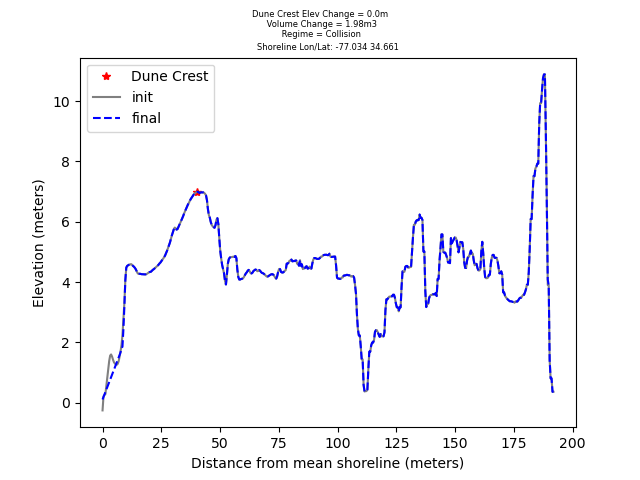 Dune Crest Elev Change = 0.0m
Volume Change = 1.98m3
Regime = Collision
Shoreline Lon/Lat: -77.034 34.661
Dune Crest
init
final
Elevation (meters)
10
8
6
4
2
0
0 25 50 75 100 125 150 175 200
Distance from mean shoreline (meters)